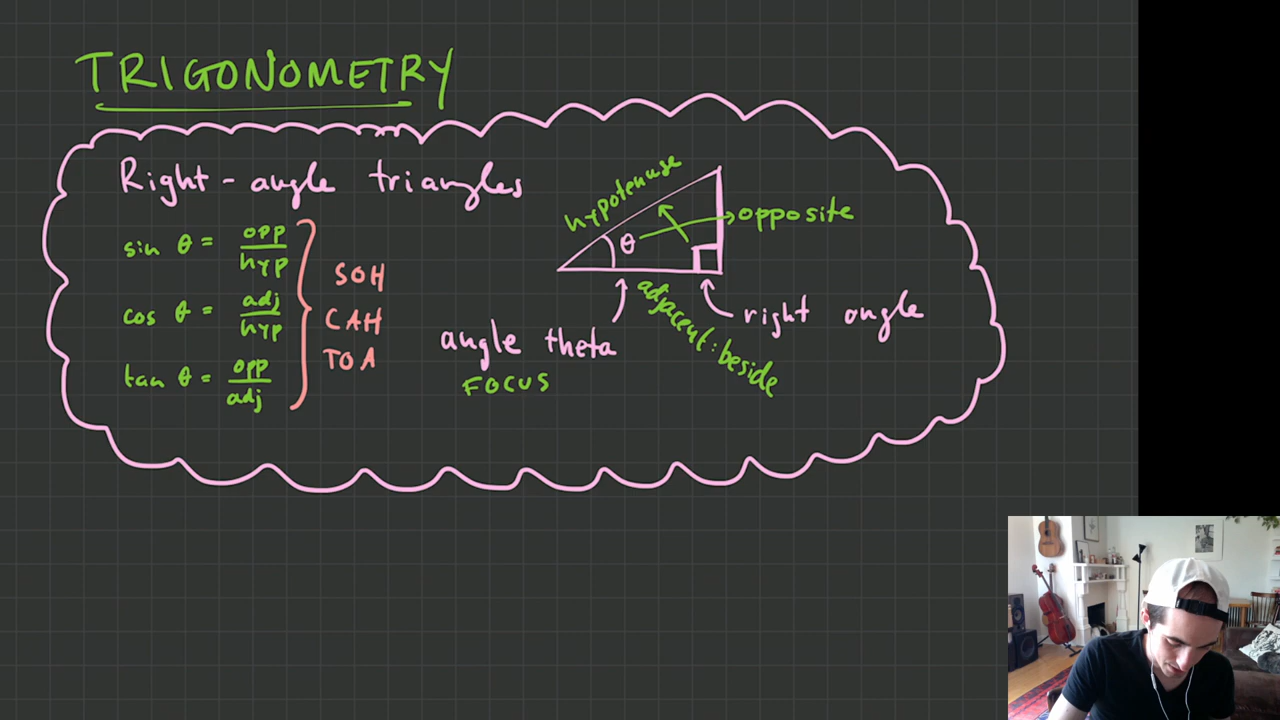 TRIGONOMETRY
Right-angle triangles
sin θ = opp/hyp
cos θ = adj/hyp
tan θ = opp/adj
SOH
CAH
TOA
hypotenuse
θ
opposite
adjacent: beside
right angle
angle theta
FOCUS